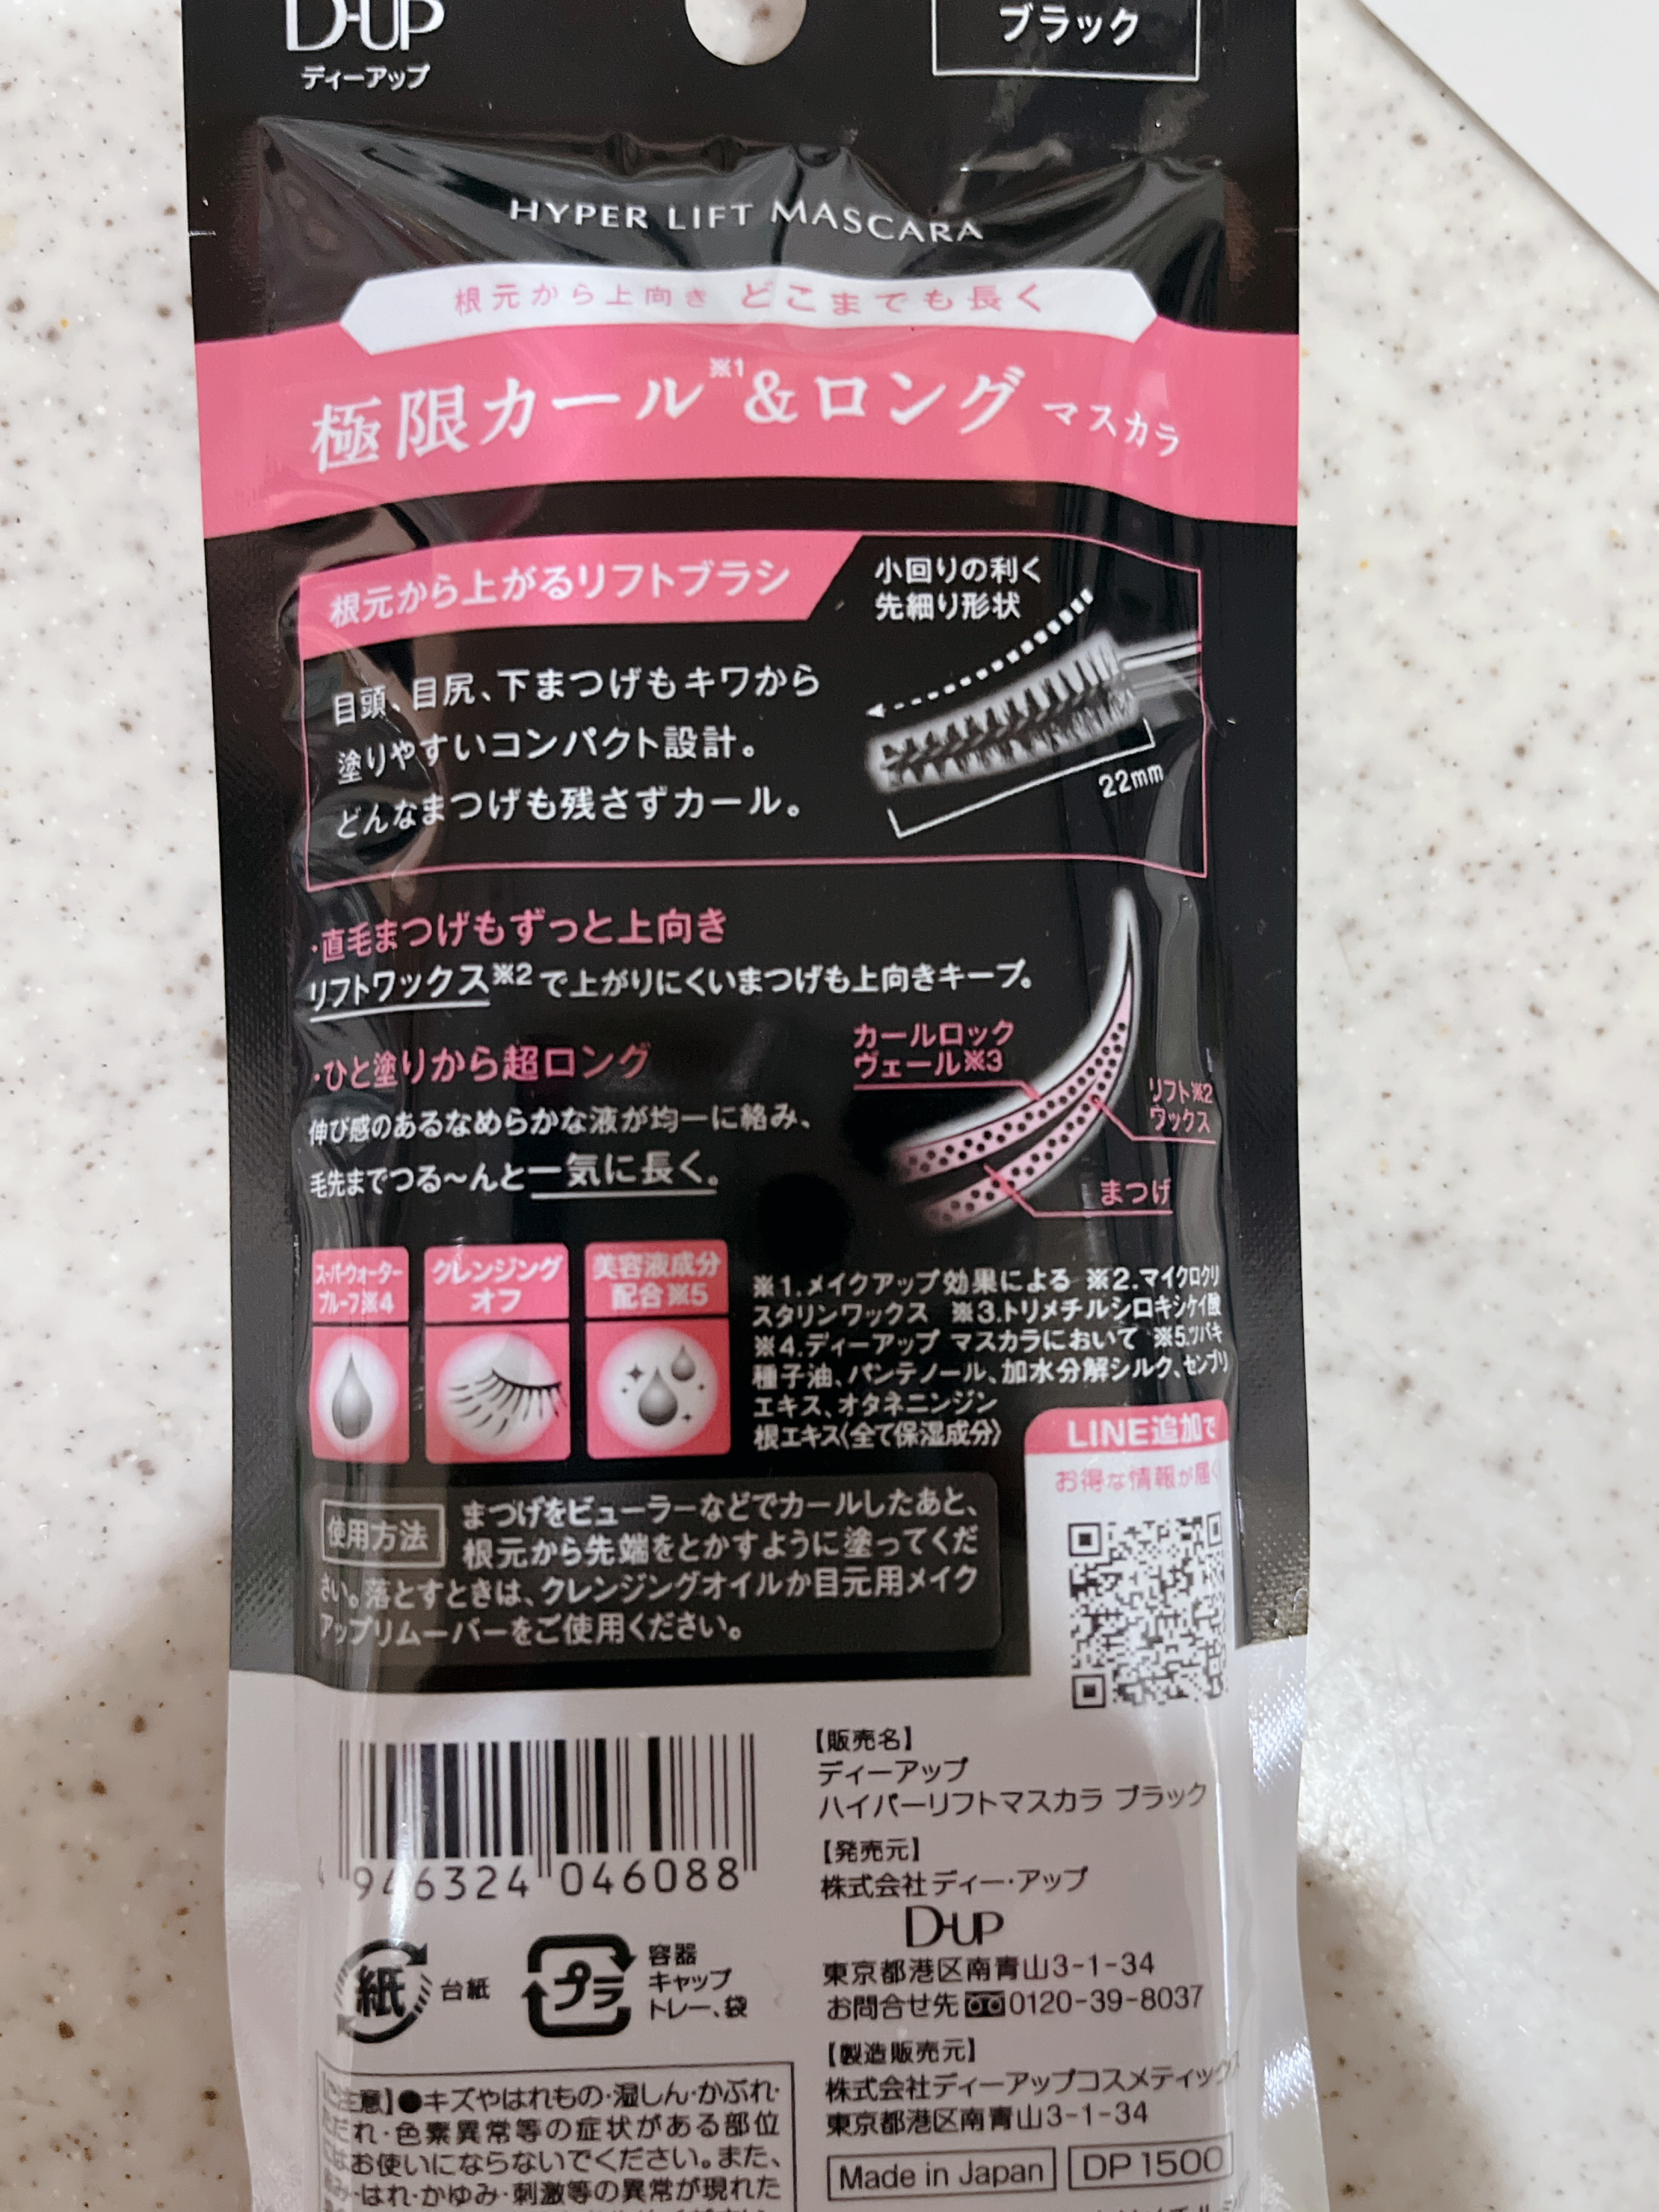 D-UP
ディーアップ
ブラック
HYPER LIFT MASCARA
根元から上向き どこまでも長く
極限カール※1&ロング マスカラ
根元から上がるリフトブラシ
小回りの利く
先細り形状
目頭、目尻、下まつげもキワから
塗りやすいコンパクト設計。
どんなまつげも残さずカール。
22mm
・直毛まつげもずっと上向き
リフトワックス※2で上がりにくいまつげも上向きキープ。
・ひと塗りから超ロング
伸び感のあるなめらかな液が均一に絡み、
毛先までつる〜んと一気に長く。
カールロック
ヴェール※3
リフト※2
ワックス
まつげ
スーパーウォーター
プルーフ※4
クレンジング
オフ
美容液成分
配合※5
※1.メイクアップ効果による ※2.マイクロクリ
スタリンワックス ※3.トリメチルシロキシケイ酸
※4.ディーアップ マスカラにおいて ※5.ツバキ
種子油、パンテノール、加水分解シルク、センブリ
エキス、オタネニンジン
根エキス〈全て保湿成分〉
LINE追加で
お得な情報が届く
使用方法
まつげをビューラーなどでカールしたあと、
根元から先端をとかすように塗ってくだ
さい。落とすときは、クレンジングオイルか目元用メイク
アップリムーバーをご使用ください。
4 946324 046088
紙 台紙
プラ
容器
キャップ
トレー、袋
【販売名】
ディーアップ
ハイパーリフトマスカラ ブラック
【発売元】
株式会社ディー・アップ
D-UP
東京都港区南青山3-1-34
お問合せ先 0120-39-8037
【製造販売元】
株式会社ディーアップコスメティックス
東京都港区南青山3-1-34
Made in Japan
DP1500
注意】●キズやはれもの・湿しん・かぶれ・
れ・色素異常等の症状がある部位
はお使いにならないでください。また、
み・はれ・かゆみ・刺激等の異常が現れた